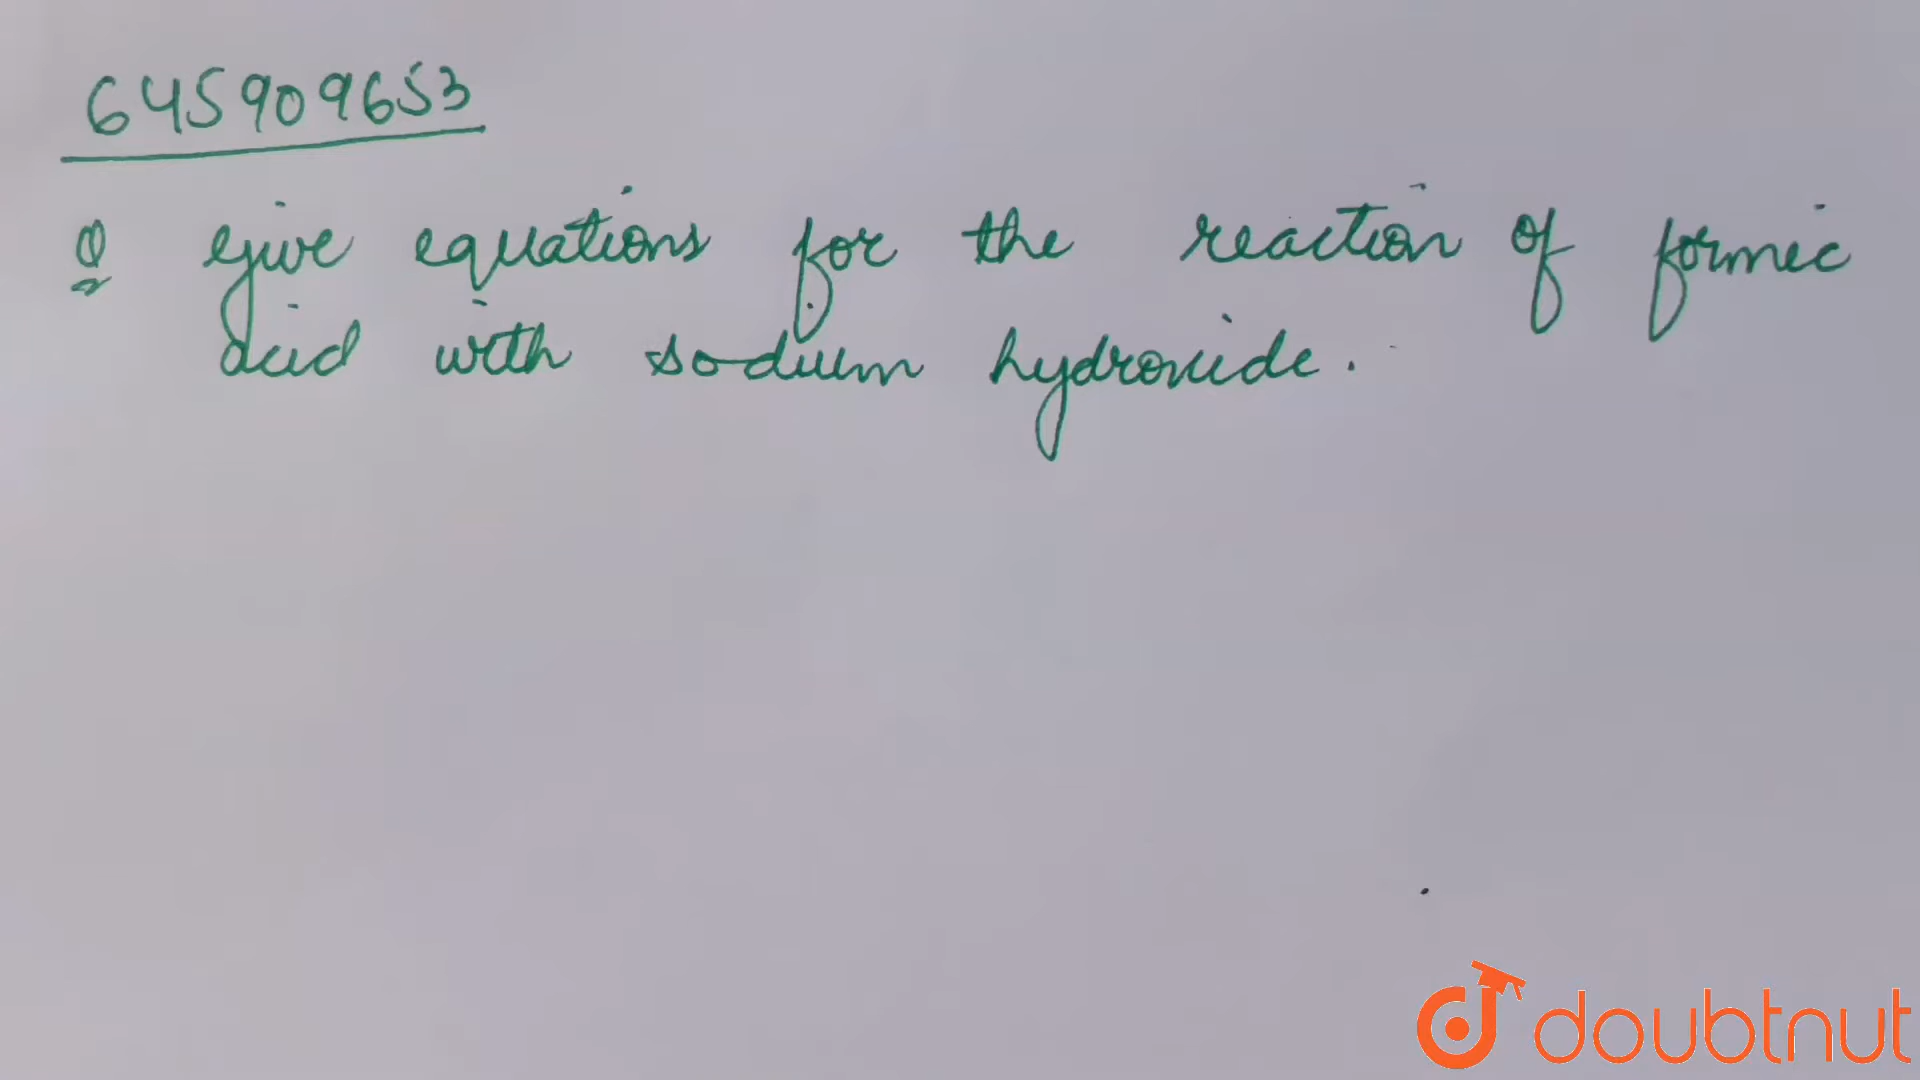 645909653
Q Give equations for the reaction of formic
acid with sodium hydroxide.
doubtnut